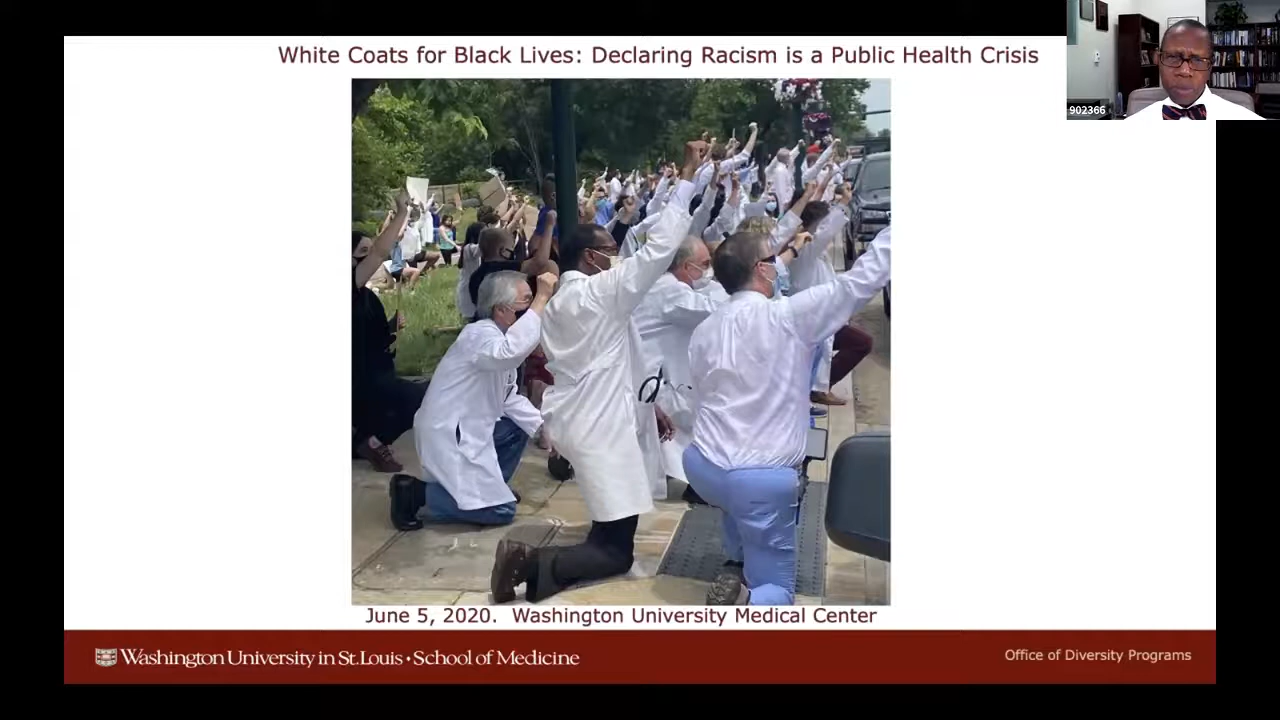 White Coats for Black Lives: Declaring Racism is a Public Health Crisis
902366
June 5, 2020. Washington University Medical Center
Washington University in St. Louis • School of Medicine
Office of Diversity Programs